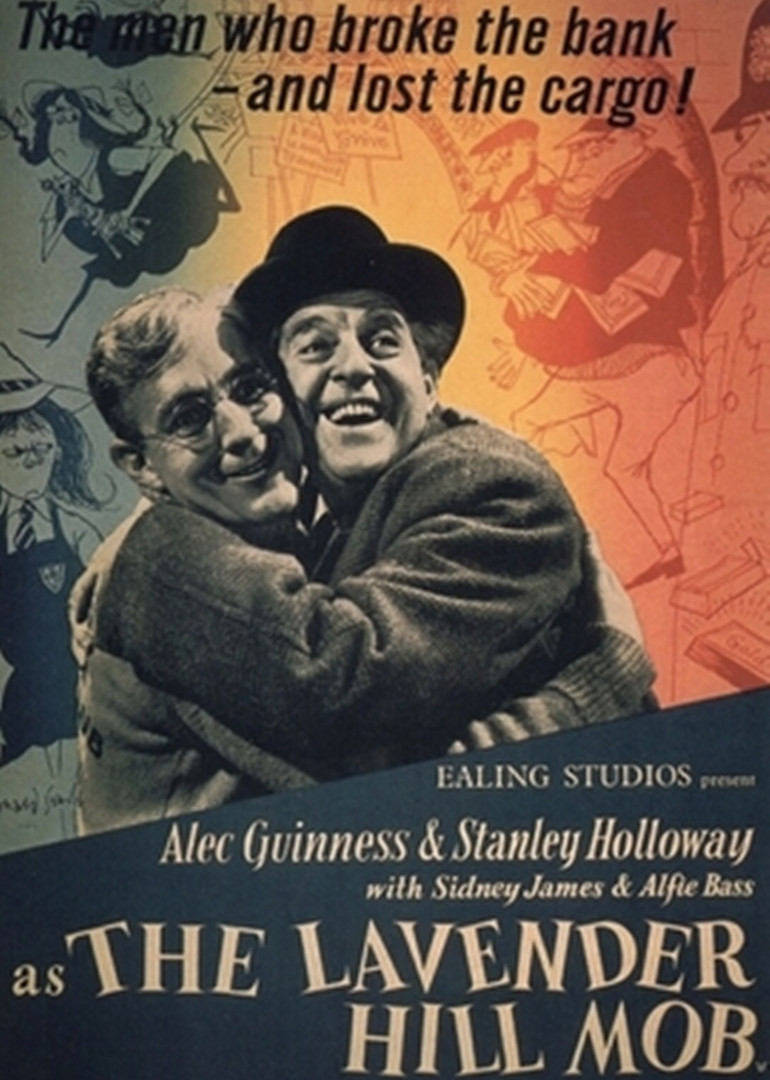 The men who broke the bank
–and lost the cargo!
Gold
EALING STUDIOS present
Alec Guinness & Stanley Holloway
with Sidney James & Alfie Bass
as THE LAVENDER
HILL MOB